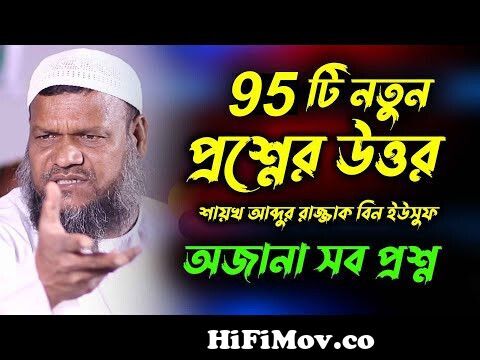 95 টি নতুন
প্রশ্নের উত্তর
শায়খ আব্দুর রাজ্জাক বিন ইউসুফ
অজানা সব প্রশ্ন
HiFiMov.co